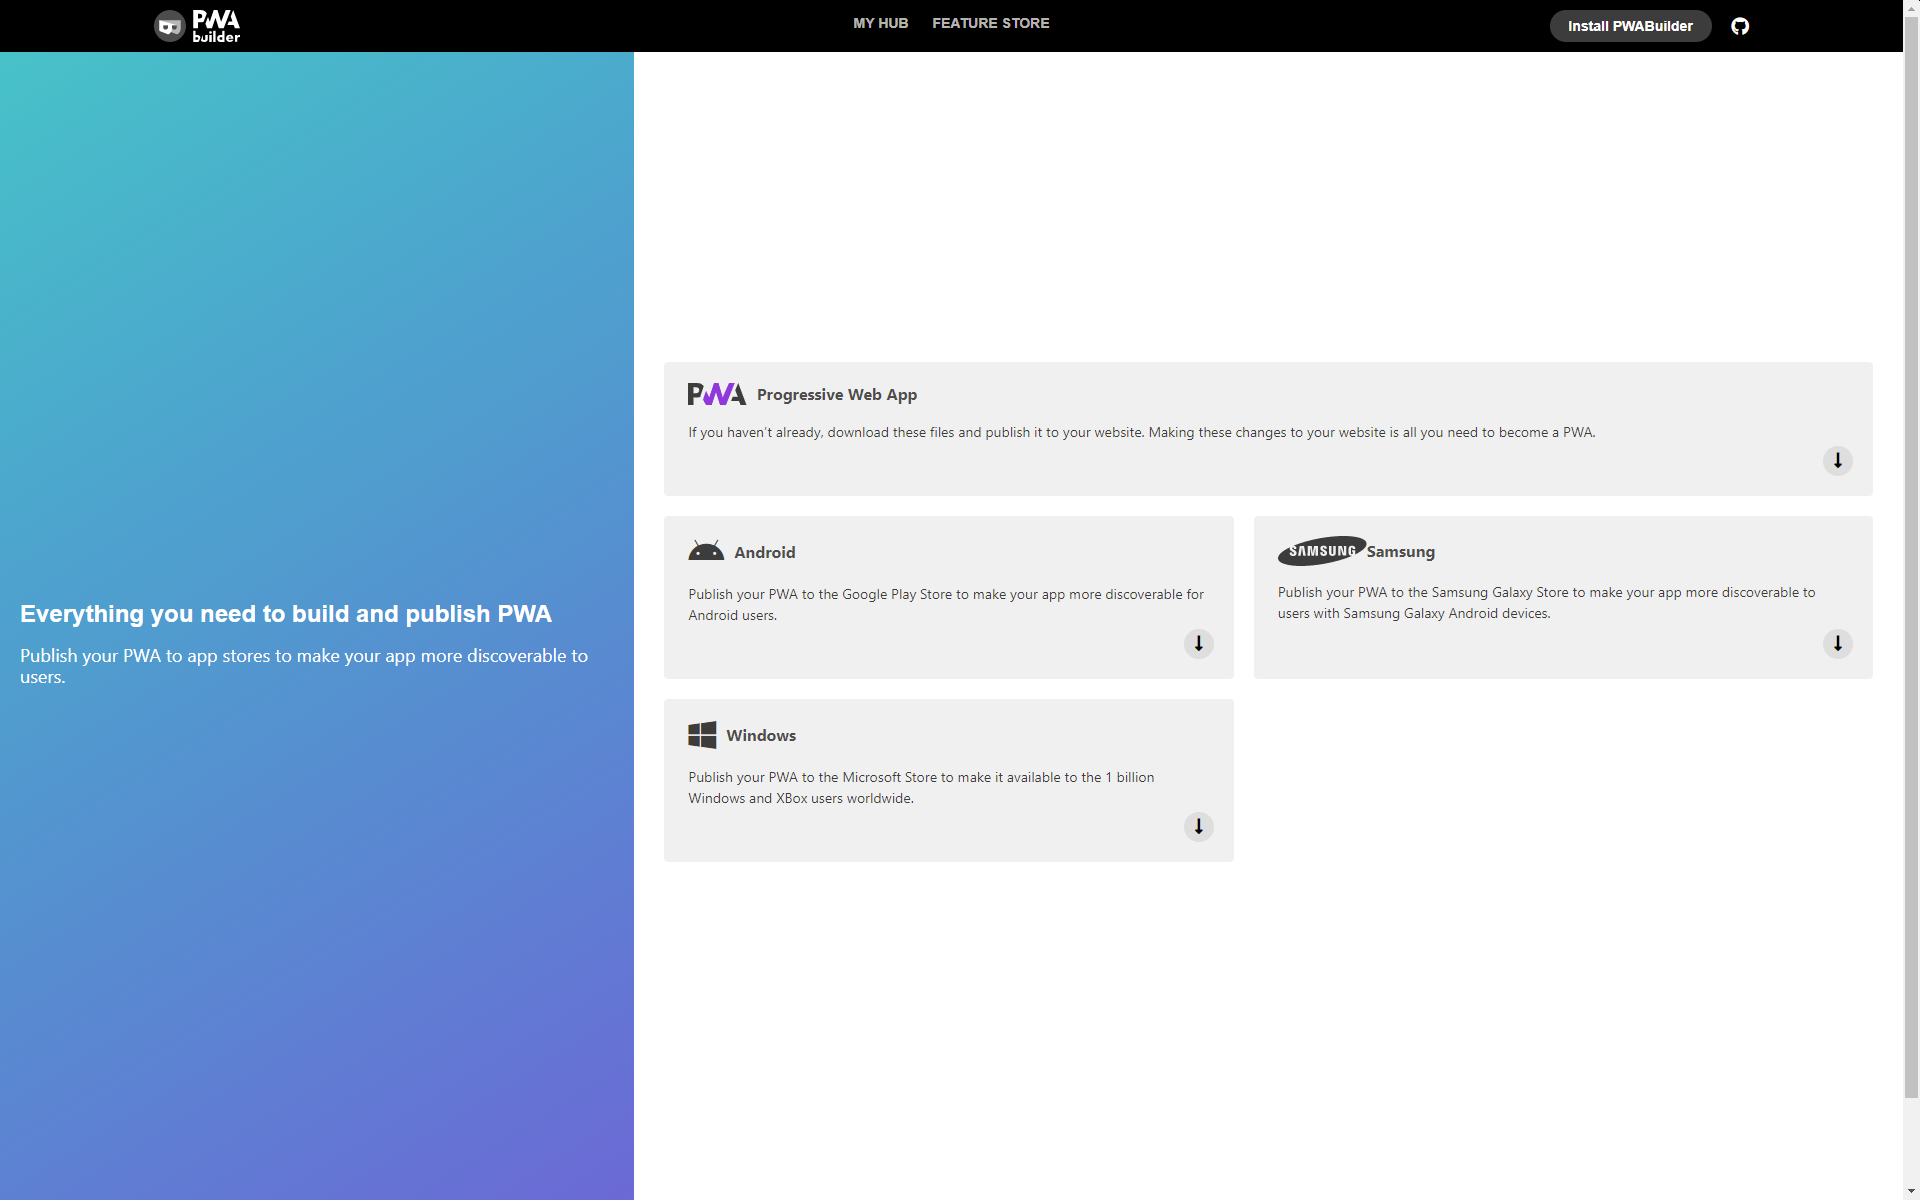 PWA
builder
MY HUB
FEATURE STORE
Install PWABuilder
Everything you need to build and publish PWA
Publish your PWA to app stores to make your app more discoverable to
users.
PWA
Progressive Web App
If you haven’t already, download these files and publish it to your website. Making these changes to your website is all you need to become a PWA.
Android
Publish your PWA to the Google Play Store to make your app more discoverable for
Android users.
SAMSUNG
Samsung
Publish your PWA to the Samsung Galaxy Store to make your app more discoverable to
users with Samsung Galaxy Android devices.
Windows
Publish your PWA to the Microsoft Store to make it available to the 1 billion
Windows and XBox users worldwide.